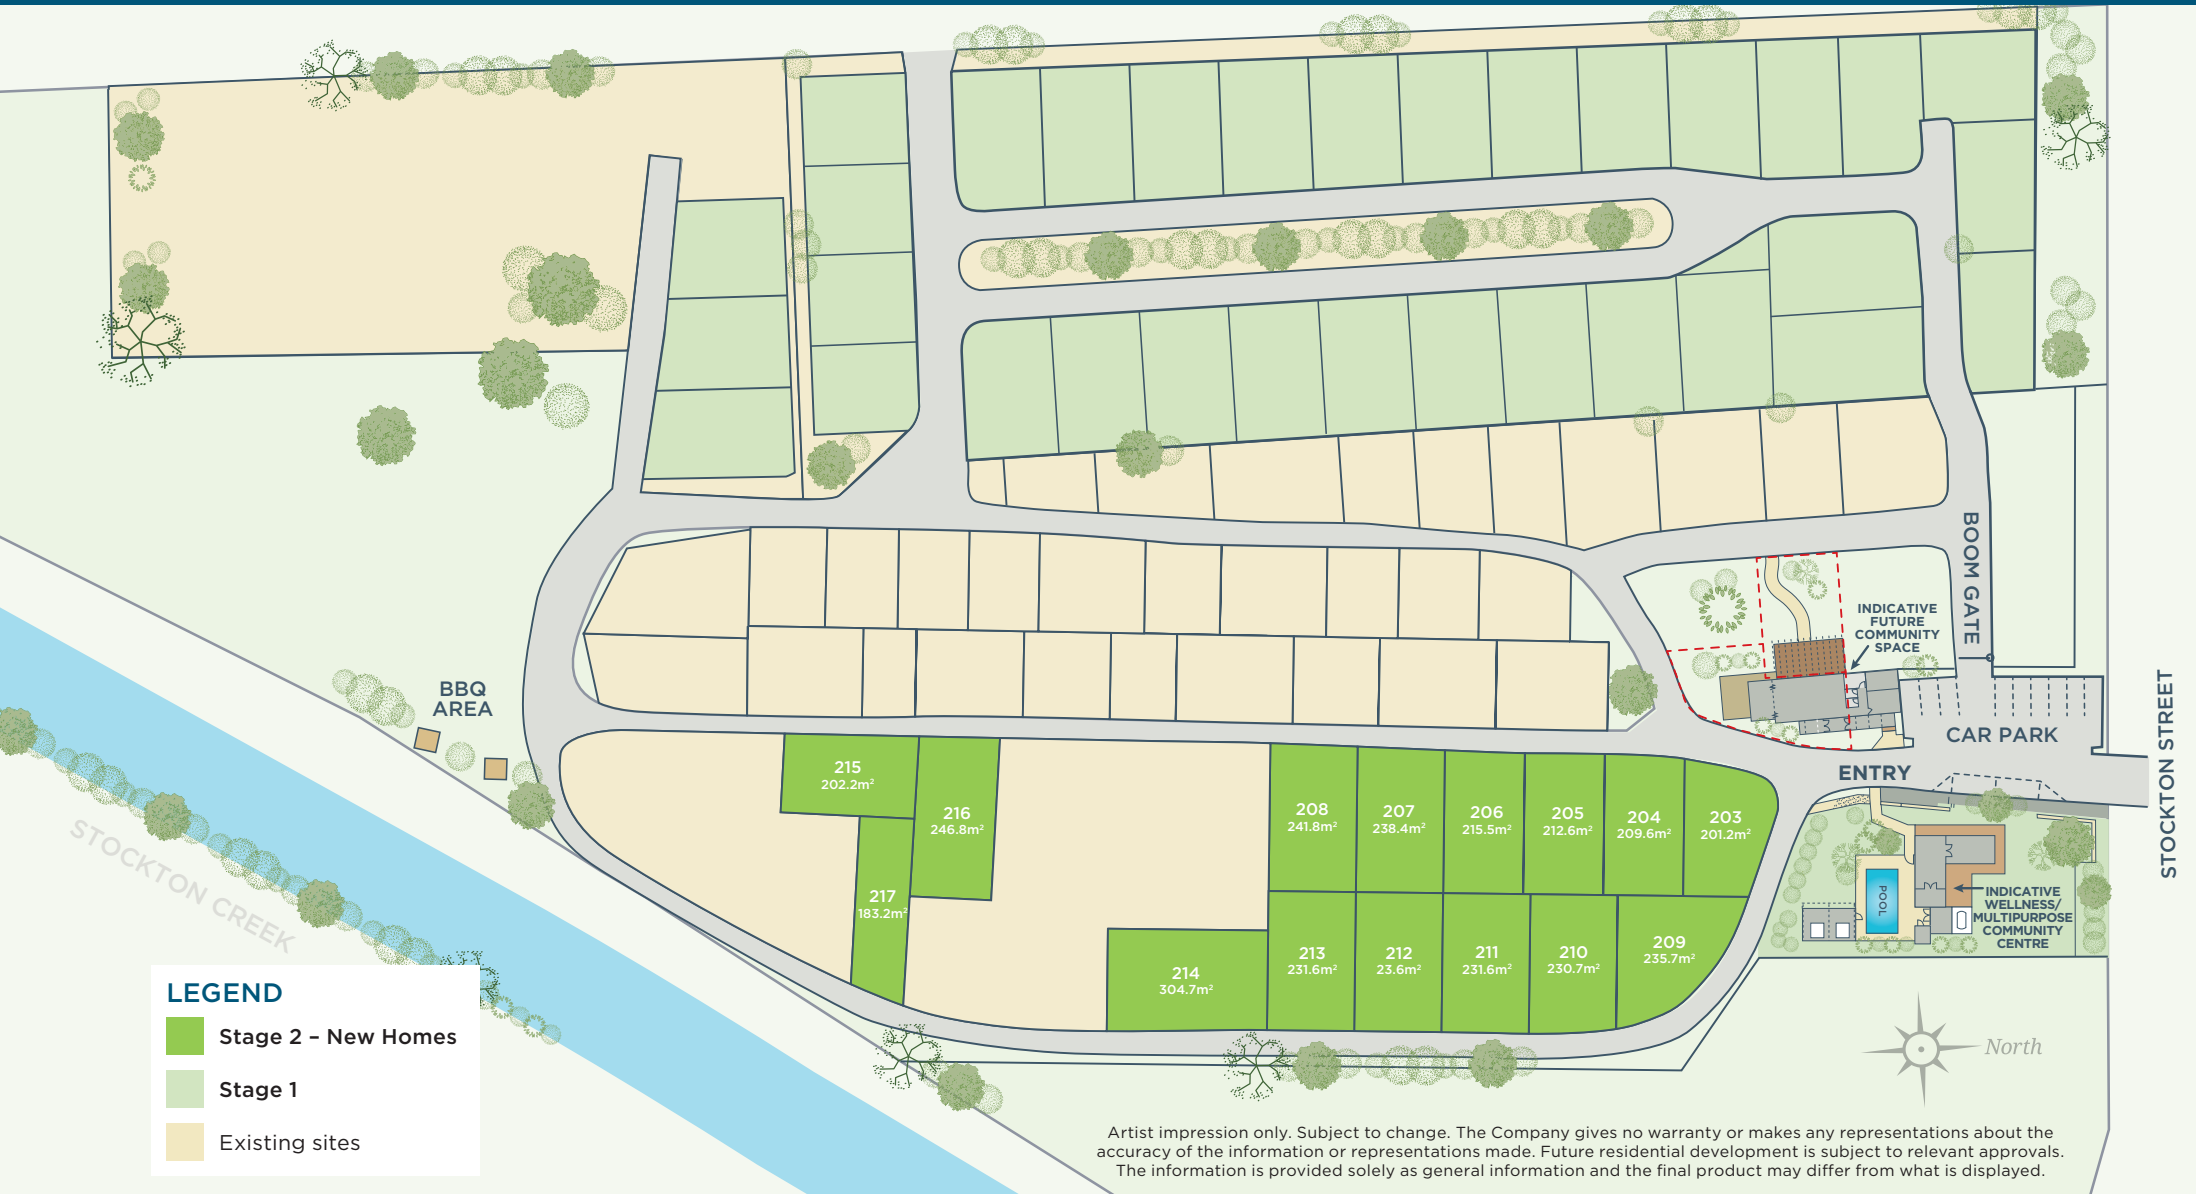 BOOM GATE
INDICATIVE
FUTURE
COMMUNITY
SPACE
BBQ
AREA
CAR PARK
ENTRY
STOCKTON STREET
215
202.2m²
216
246.8m²
217
183.2m²
208
241.8m²
207
238.4m²
206
215.5m²
205
212.6m²
204
209.6m²
203
201.2m²
214
304.7m²
213
231.6m²
212
23.6m²
211
231.6m²
210
230.7m²
209
235.7m²
POOL
INDICATIVE
WELLNESS/
MULTIPURPOSE
COMMUNITY
CENTRE
STOCKTON CREEK
LEGEND
Stage 2 – New Homes
Stage 1
Existing sites
North
Artist impression only. Subject to change. The Company gives no warranty or makes any representations about the
accuracy of the information or representations made. Future residential development is subject to relevant approvals.
The information is provided solely as general information and the final product may differ from what is displayed.